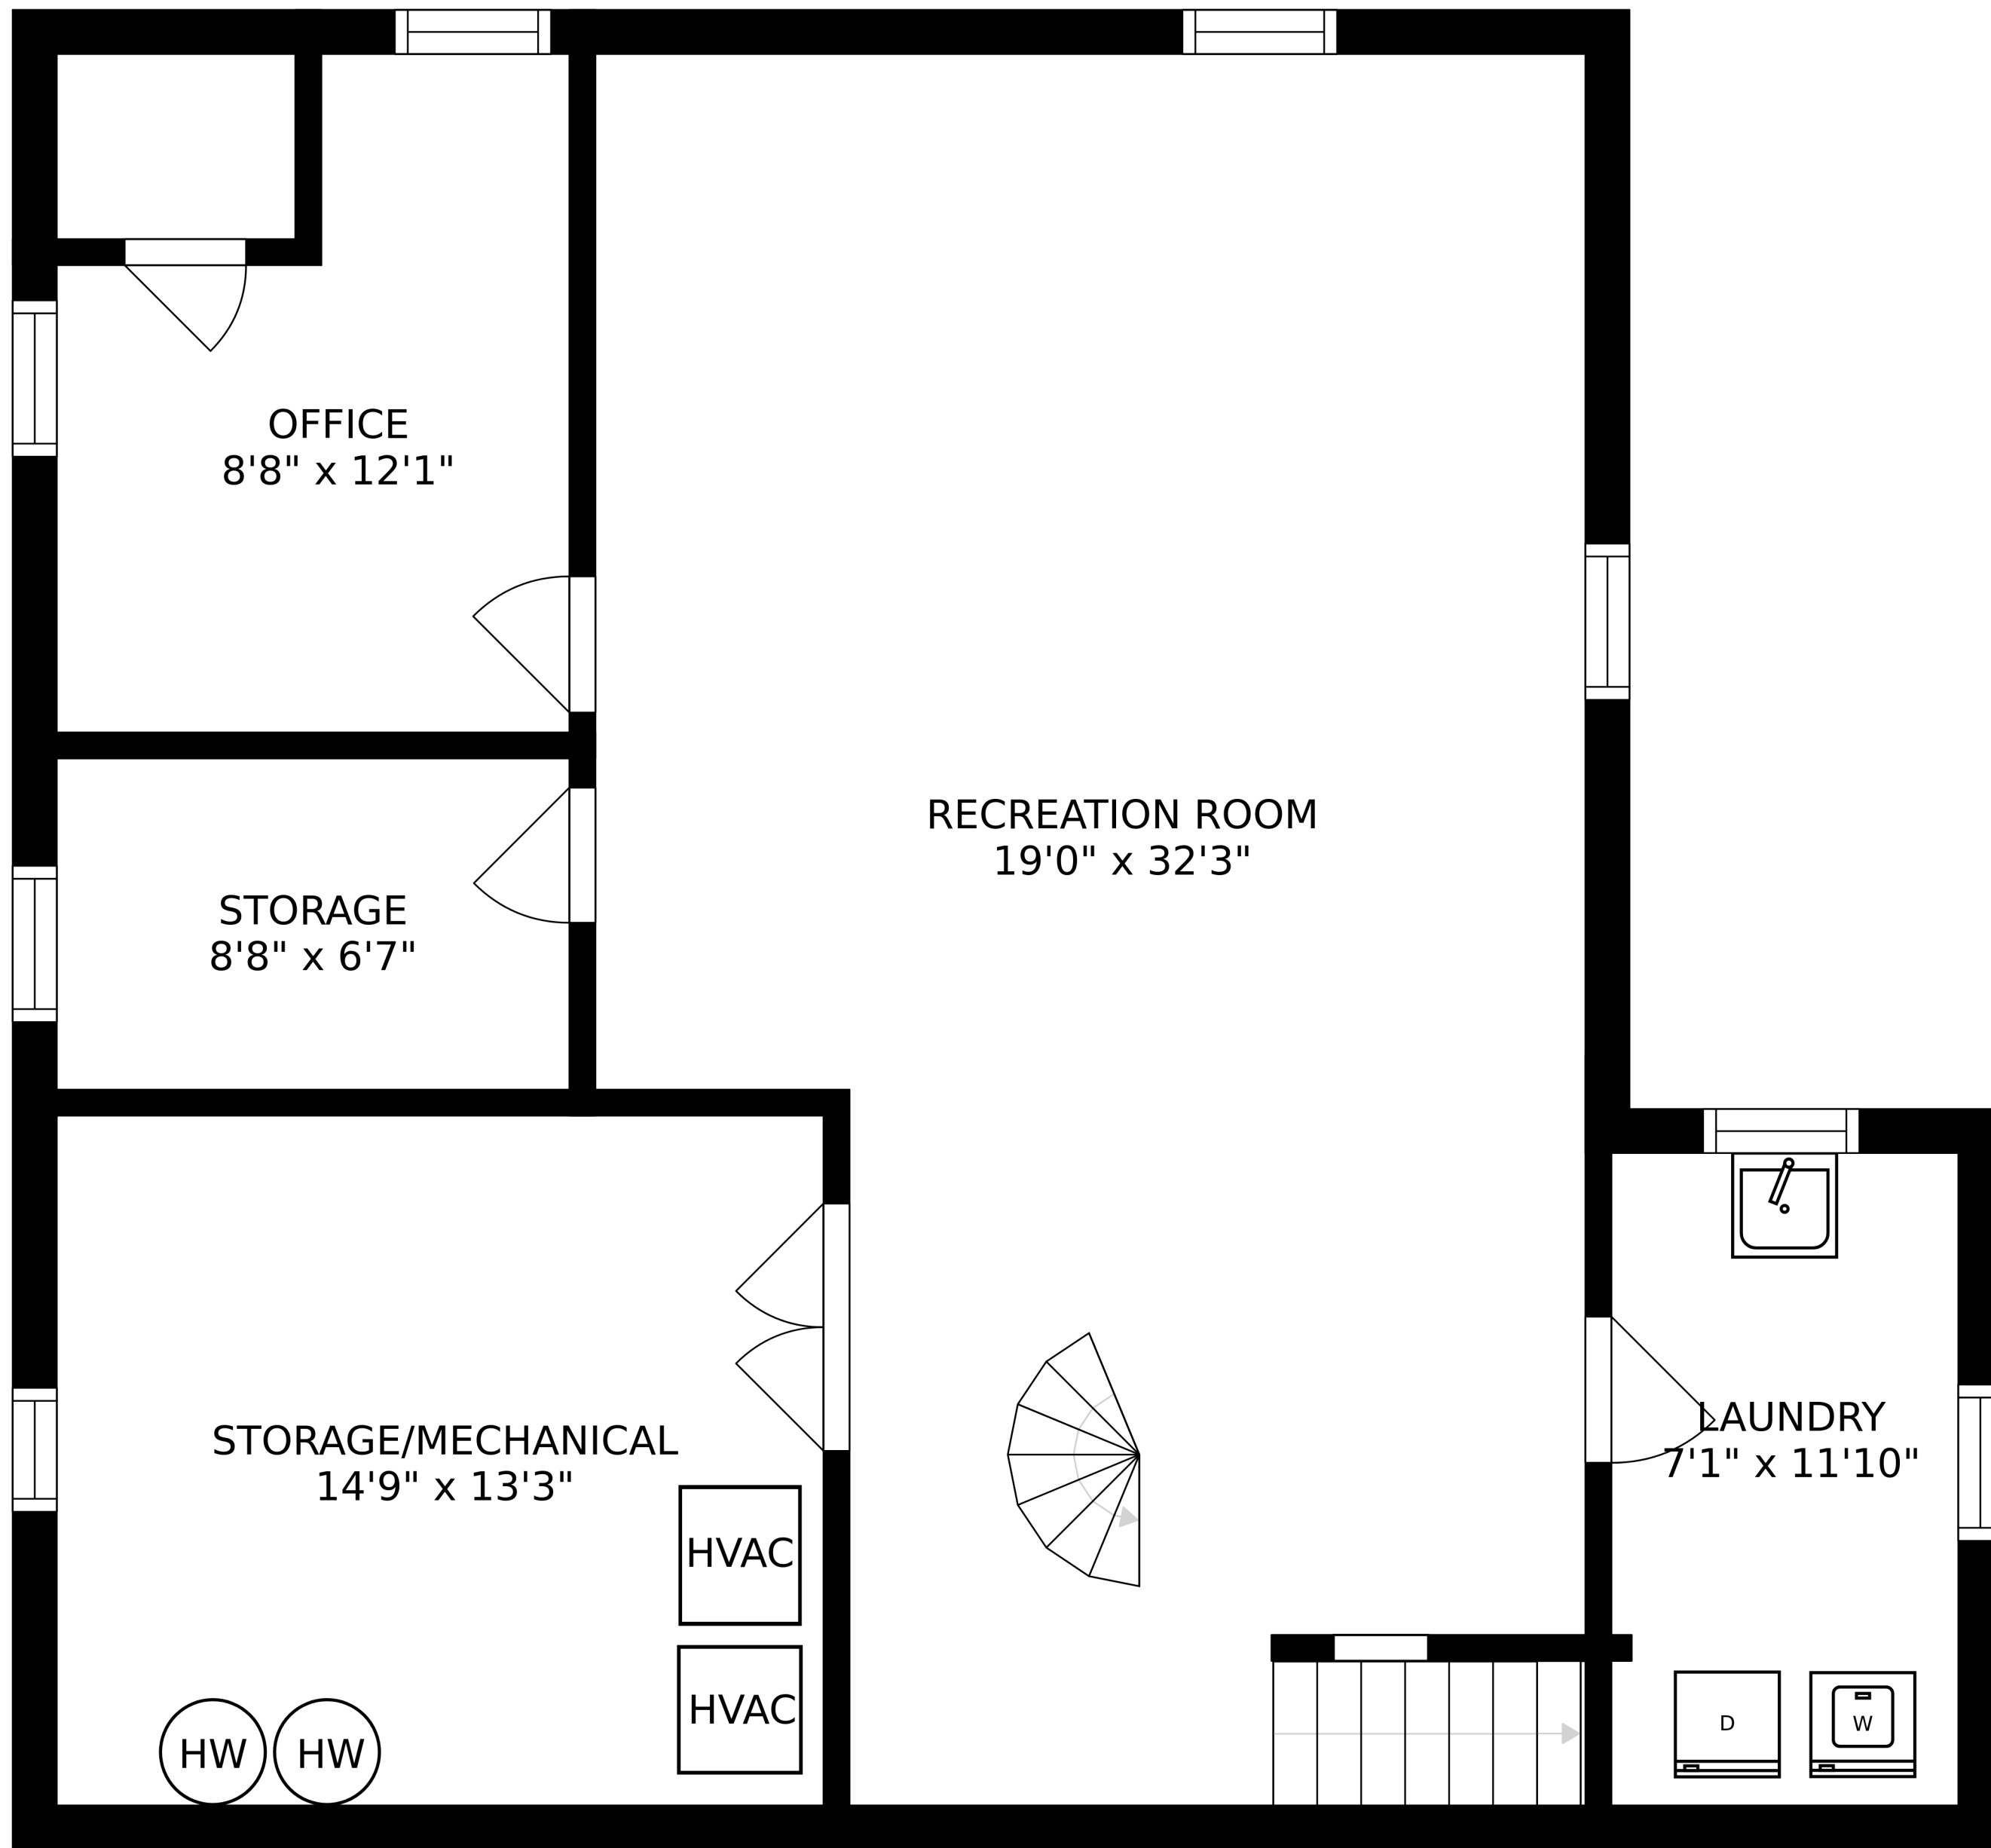 OFFICE
8'8" x 12'1"
RECREATION ROOM
19'0" x 32'3"
STORAGE
8'8" x 6'7"
STORAGE/MECHANICAL
14'9" x 13'3"
LAUNDRY
7'1" x 11'10"
HVAC
HVAC
HW
HW
D
W